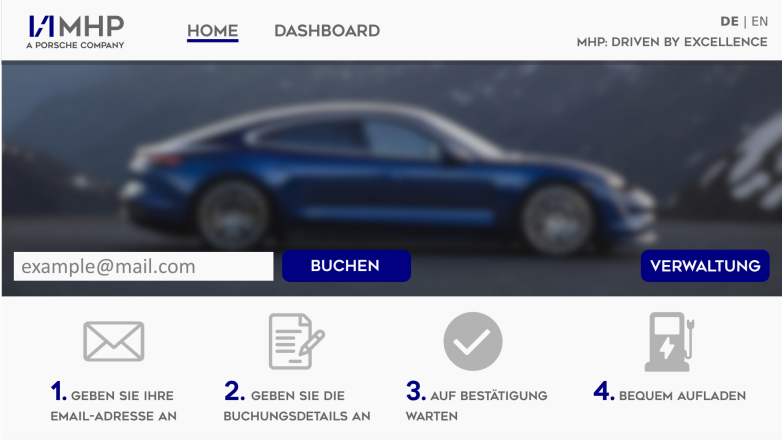 MHP
A PORSCHE COMPANY
HOME
DASHBOARD
DE | EN
MHP: DRIVEN BY EXCELLENCE
example@mail.com
BUCHEN
VERWALTUNG
1. GEBEN SIE IHRE
EMAIL-ADRESSE AN
2. GEBEN SIE DIE
BUCHUNGSDETAILS AN
3. AUF BESTÄTIGUNG
WARTEN
4. BEQUEM AUFLADEN